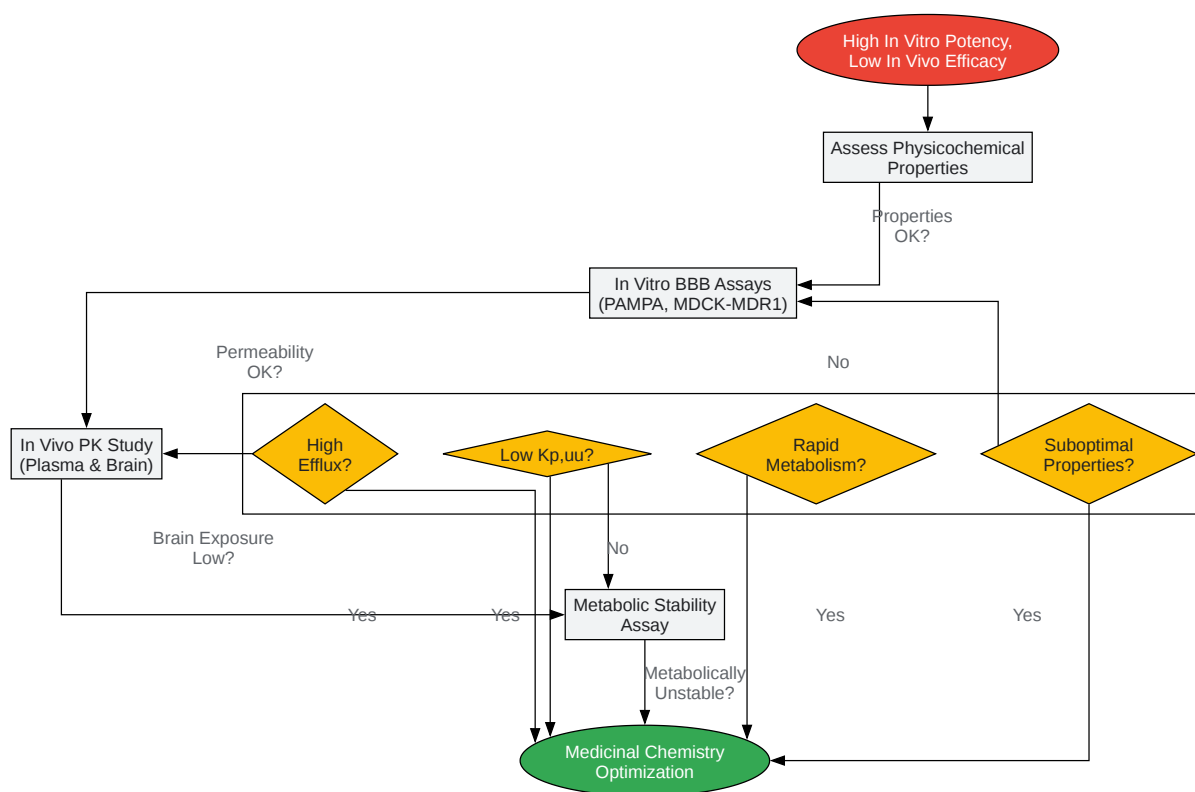 High In Vitro Potency,
Low In Vivo Efficacy
Assess Physicochemical
Properties
Properties
OK?
In Vitro BBB Assays
(PAMPA, MDCK-MDR1)
Permeability
OK?
No
In Vivo PK Study
(Plasma & Brain)
High
Efflux?
Low Kp,uu?
Rapid
Metabolism?
Suboptimal
Properties?
Brain Exposure
Low?
No
Yes
Yes
Metabolic Stability
Assay
Yes
Yes
Metabolically
Unstable?
Medicinal Chemistry
Optimization